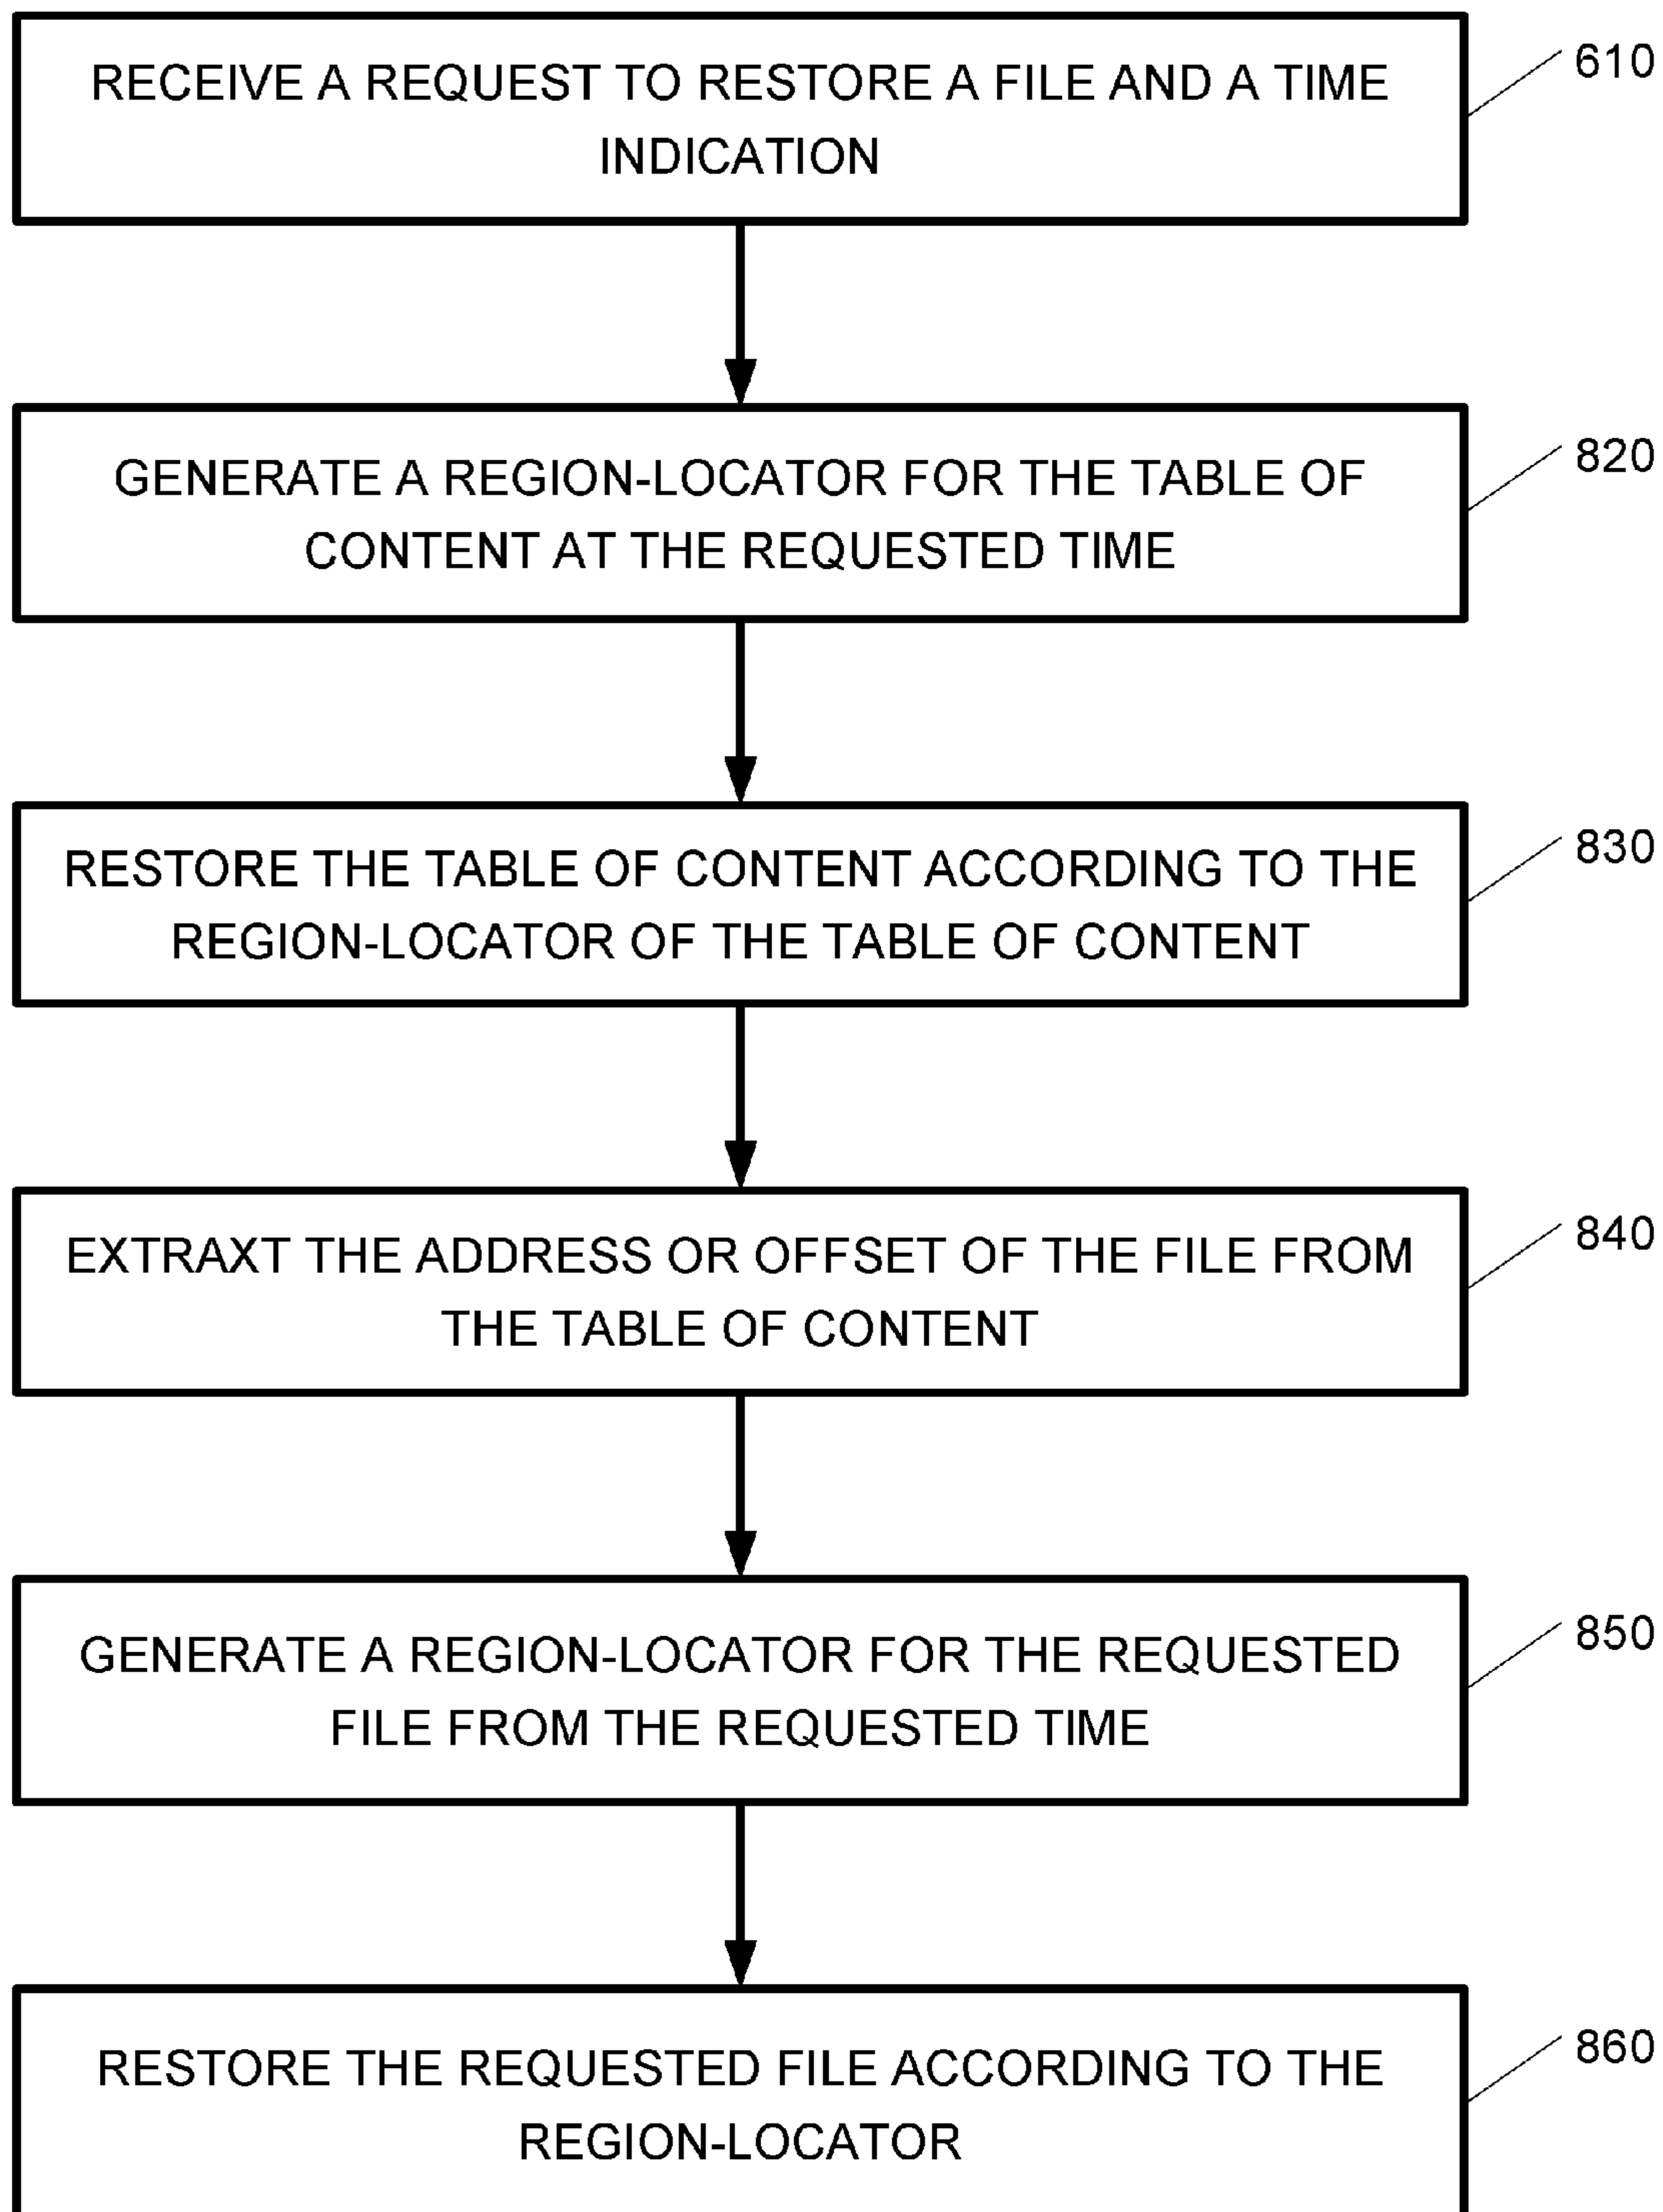 RECEIVE A REQUEST TO RESTORE A FILE AND A TIME
INDICATION
610
GENERATE A REGION-LOCATOR FOR THE TABLE OF
CONTENT AT THE REQUESTED TIME
820
RESTORE THE TABLE OF CONTENT ACCORDING TO THE
REGION-LOCATOR OF THE TABLE OF CONTENT
830
EXTRAXT THE ADDRESS OR OFFSET OF THE FILE FROM
THE TABLE OF CONTENT
840
GENERATE A REGION-LOCATOR FOR THE REQUESTED
FILE FROM THE REQUESTED TIME
850
RESTORE THE REQUESTED FILE ACCORDING TO THE
REGION-LOCATOR
860